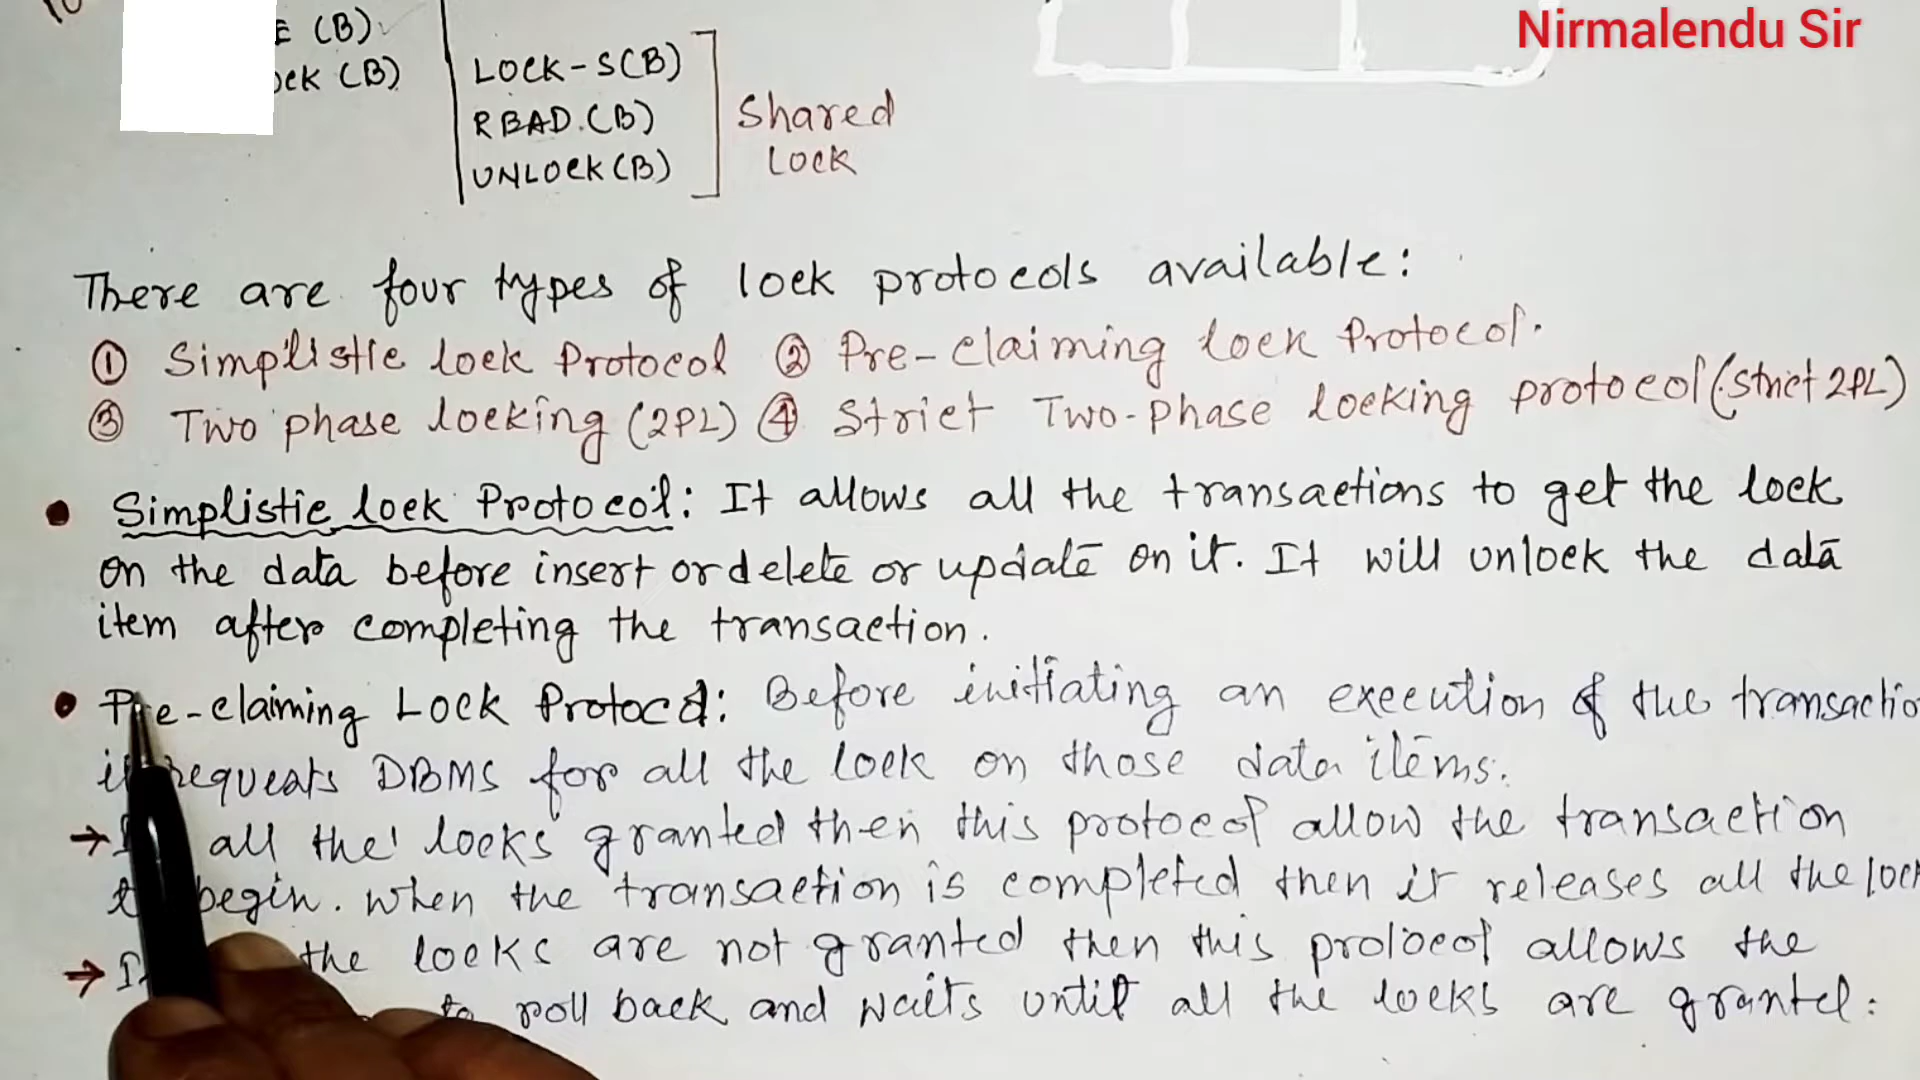 Nirmalendu Sir
(B)
(B)
LOCK-S(B)
READ.(B)
UNLOCK(B)
Shared
Lock
There are four types of lock protocols available:
① Simplistic lock Protocol ② Pre-claiming lock Protocol.
③ Two phase locking (2PL) ④ Strict Two-phase locking protocol (strict 2PL)
• Simplistic lock Protocol: It allows all the transactions to get the lock
on the data before insert or delete or update on it. It will unlock the data
item after completing the transaction.
• Pre-claiming Lock Protocol: Before initiating an execution of the transactio
requests DBMS for all the lock on those data items.
→ all the locks granted then this protocol allow the transaction
begin. When the transaction is completed then it releases all the lock
→ the locks are not granted then this protocol allows the
to roll back and waits until all the locks are granted.